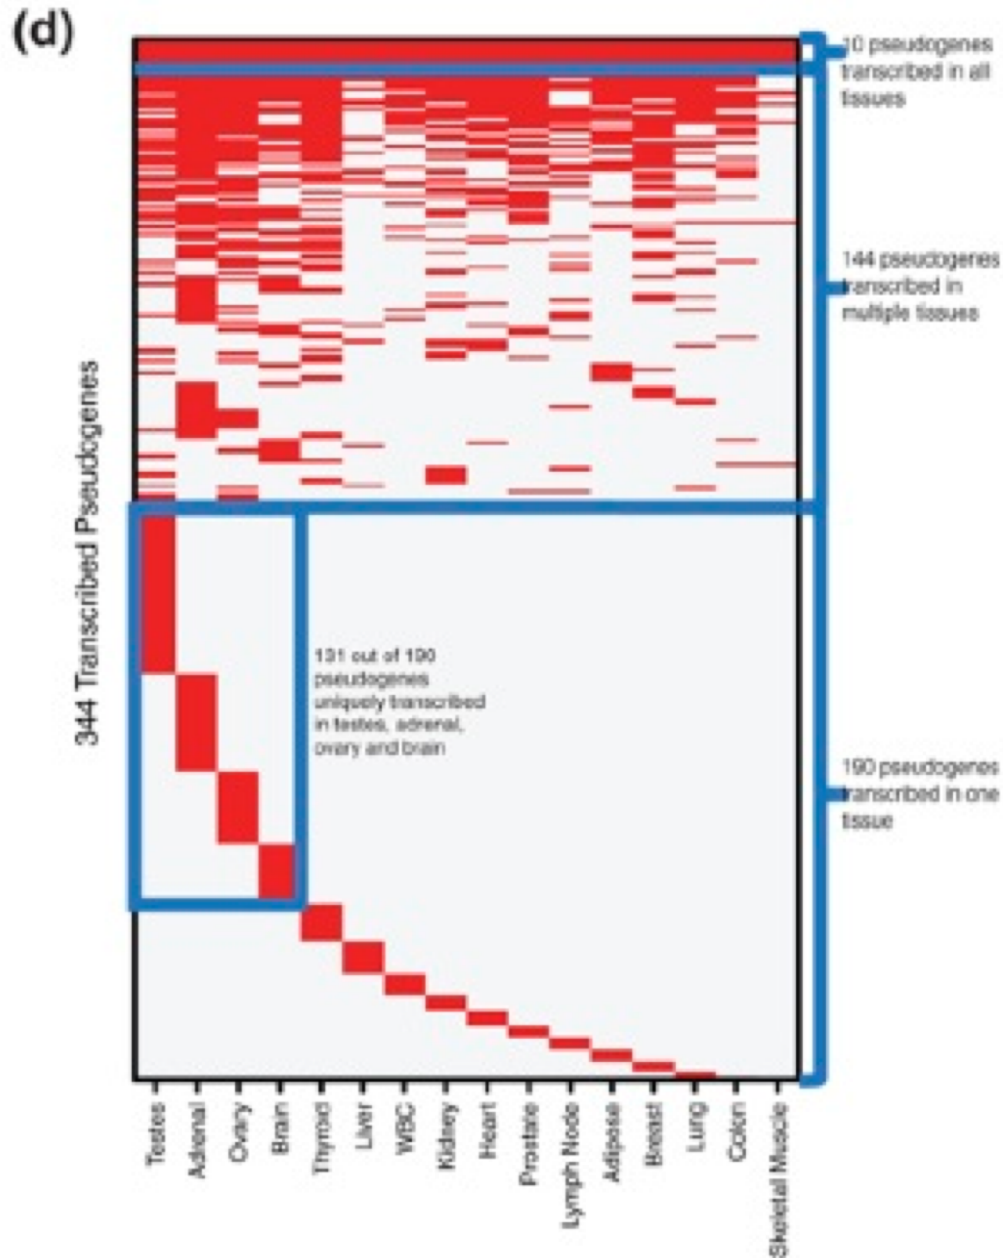 (d)
10 pseudogenes
transcribed in all
tissues
144 pseudogenes
transcribed in
multiple tissues
344 Transcribed Pseudogenes
131 out of 190
pseudogenes
uniquely transcribed
in testes, adrenal,
ovary and brain
190 pseudogenes
transcribed in one
tissue
Testes
Adrenal
Ovary
Brain
Thyroid
Liver
WBC
Kidney
Heart
Prostate
Lymph Node
Adipose
Breast
Lung
Colon
Skeletal Muscle